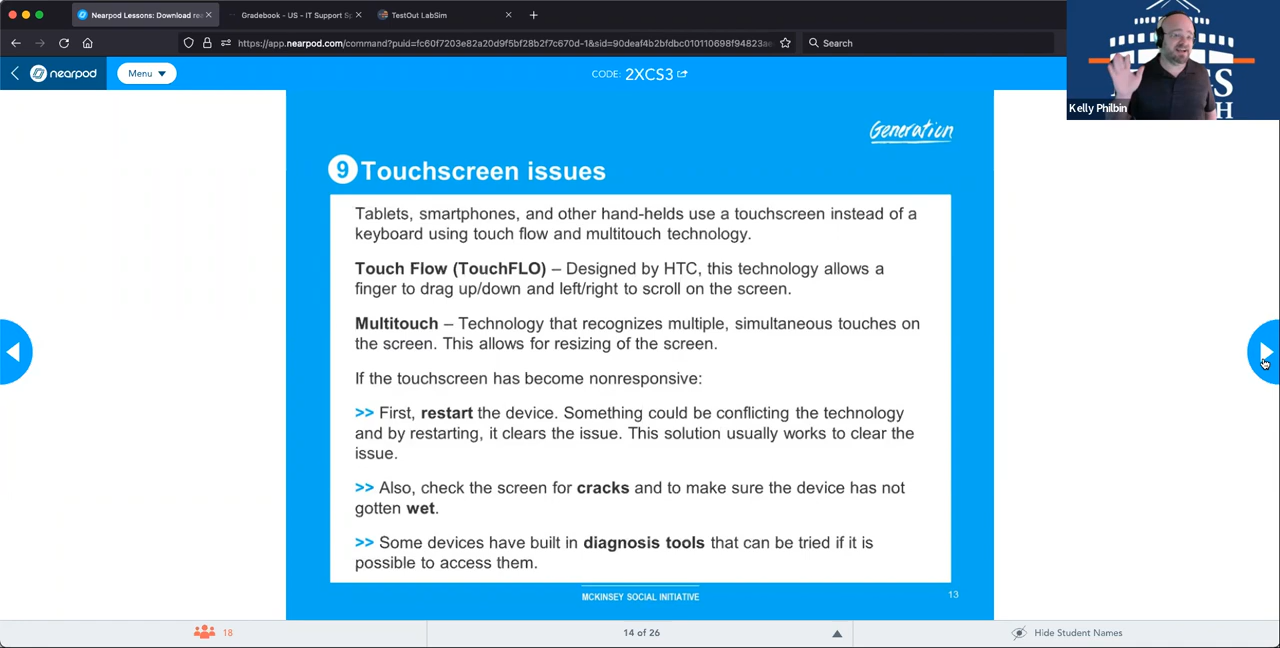 Nearpod Lessons: Download rea
Gradebook - US - IT Support Sp
TestOut LabSim
https://app.nearpod.com/command?puid=fc60f7203e82a20d9f5bf28b2f7c670d-1&sid=90deaf4b2bfdbc010110698f94823a
Search
nearpod
Menu
CODE: 2XCS3
Kelly Philbin
Generation
9 Touchscreen issues
Tablets, smartphones, and other hand-helds use a touchscreen instead of a
keyboard using touch flow and multitouch technology.
Touch Flow (TouchFLO) – Designed by HTC, this technology allows a
finger to drag up/down and left/right to scroll on the screen.
Multitouch – Technology that recognizes multiple, simultaneous touches on
the screen. This allows for resizing of the screen.
If the touchscreen has become nonresponsive:
>> First, restart the device. Something could be conflicting the technology
and by restarting, it clears the issue. This solution usually works to clear the
issue.
>> Also, check the screen for cracks and to make sure the device has not
gotten wet.
>> Some devices have built in diagnosis tools that can be tried if it is
possible to access them.
MCKINSEY SOCIAL INITIATIVE
13
18
14 of 26
Hide Student Names